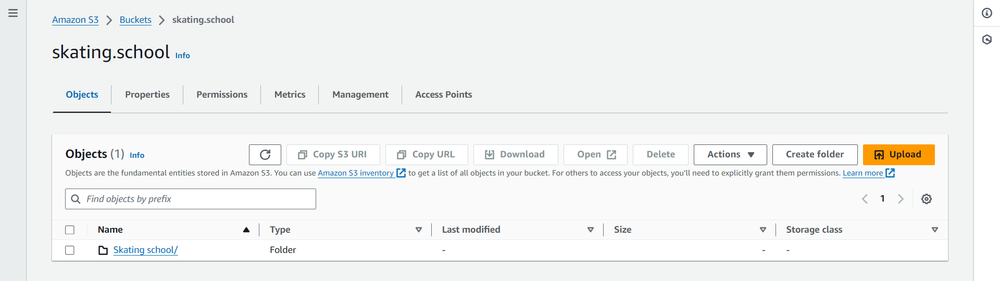 Amazon S3 > Buckets > skating.school
skating.school Info
Objects Properties Permissions Metrics Management Access Points
Objects (1) Info Copy S3 URI Copy URL Download Open Delete Actions Create folder Upload
Objects are the fundamental entities stored in Amazon S3. You can use Amazon S3 inventory to get a list of all objects in your bucket. For others to access your objects, you'll need to explicitly grant them permissions. Learn more
Find objects by prefix 1
Name Type Last modified Size Storage class
Skating school/ Folder - - -